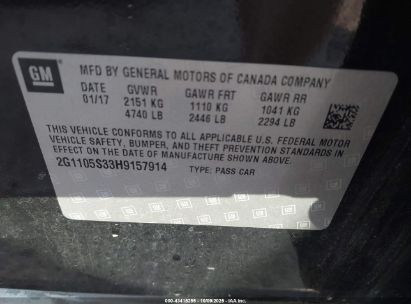 GM
MFD BY GENERAL MOTORS OF CANADA COMPANY
DATE GVWR GAWR FRT GAWR RR
01/17 2151 KG 1110 KG 1041 KG
4740 LB 2446 LB 2294 LB
THIS VEHICLE CONFORMS TO ALL APPLICABLE U.S. FEDERAL MOTOR
VEHICLE SAFETY, BUMPER, AND THEFT PREVENTION STANDARDS IN
EFFECT ON THE DATE OF MANUFACTURE SHOWN ABOVE.
2G1105S33H9157914 TYPE: PASS CAR